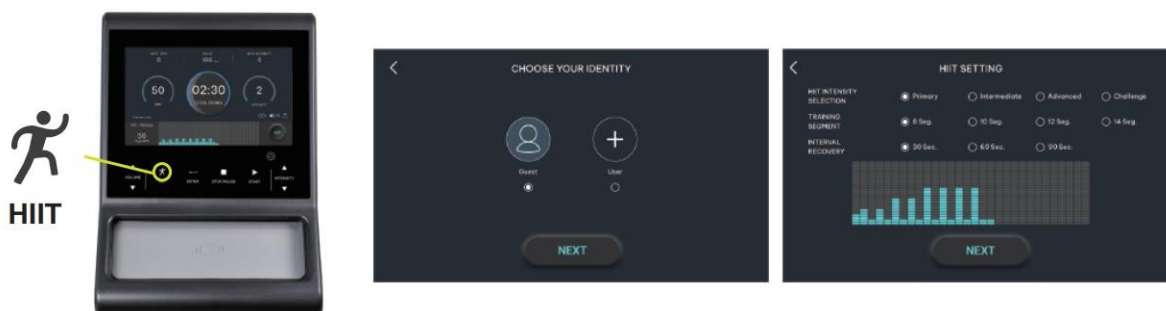 HIIT
50
02:30
COOL DOWN
2
VOLUME
ENTER
STOP/PAUSE
START
INTENSITY
CHOOSE YOUR IDENTITY
Guest
User
NEXT
HIIT SETTING
HIIT INTENSITY
SELECTION
Primary
Intermediate
Advanced
Challenge
TRAINING
SEGMENT
8 Seg.
10 Seg.
12 Seg.
14 Seg.
INTERVAL
RECOVERY
30 Sec.
60 Sec.
90 Sec.
NEXT